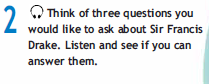 2 Think of three questions you
would like to ask about Sir Francis
Drake. Listen and see if you can
answer them.